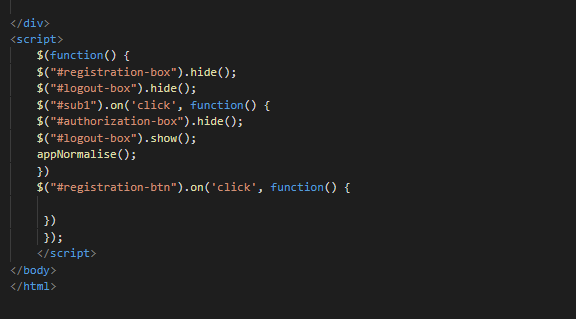 </div>
<script>
$(function() {
$("#registration-box").hide();
$("#logout-box").hide();
$("#sub1").on('click', function() {
$("#authorization-box").hide();
$("#logout-box").show();
appNormalise();
})
$("#registration-btn").on('click', function() {
})
});
</script>
</body>
</html>